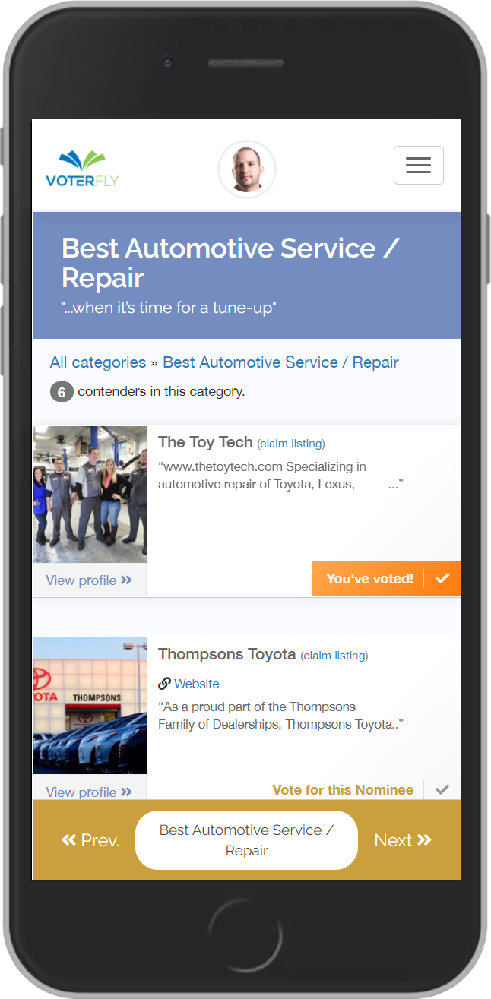 VOTERFLY
Best Automotive Service /
Repair
"...when it's time for a tune-up"
All categories » Best Automotive Service / Repair
6 contenders in this category.
The Toy Tech (claim listing)
“www.thetoytech.com Specializing in
automotive repair of Toyota, Lexus, ...”
View profile
You've voted!
Thompsons Toyota (claim listing)
OTA THOMPSONS
Website
“As a proud part of the Thompsons
Family of Dealerships, Thompsons Toyota..”
View profile
Vote for this Nominee
Prev.
Best Automotive Service /
Repair
Next